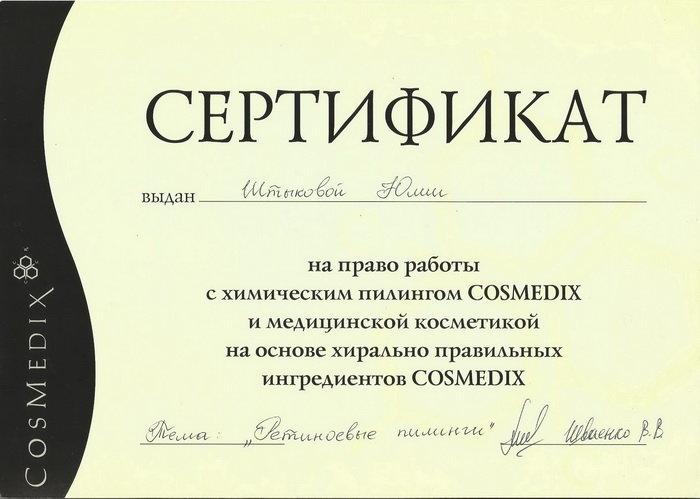 СЕРТИФИКАТ
выдан Штыковой Юлии
на право работы
с химическим пилингом COSMEDIX
и медицинской косметикой
на основе хирально правильных
ингредиентов COSMEDIX
Тема: „Ретиноевые пилинги"
В.В.
COSMEDIX